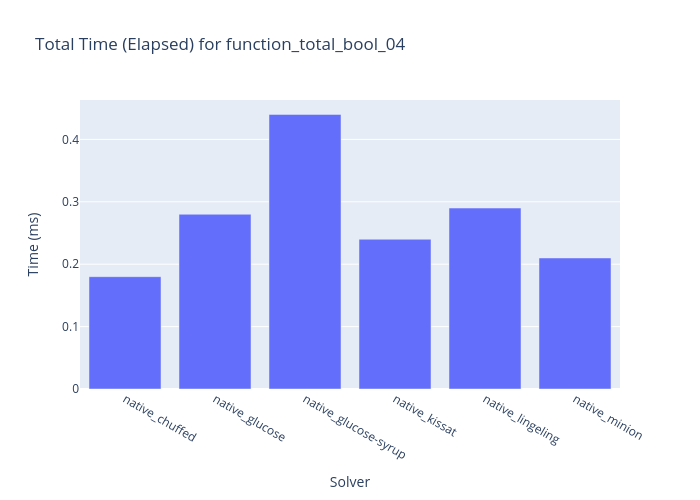 Total Time (Elapsed) for function_total_bool_04
Time (ms)
0.4
0.3
0.2
0.1
0
native_chuffed
native_glucose
native_glucose-syrup
native_kissat
native_lingeling
native_minion
Solver